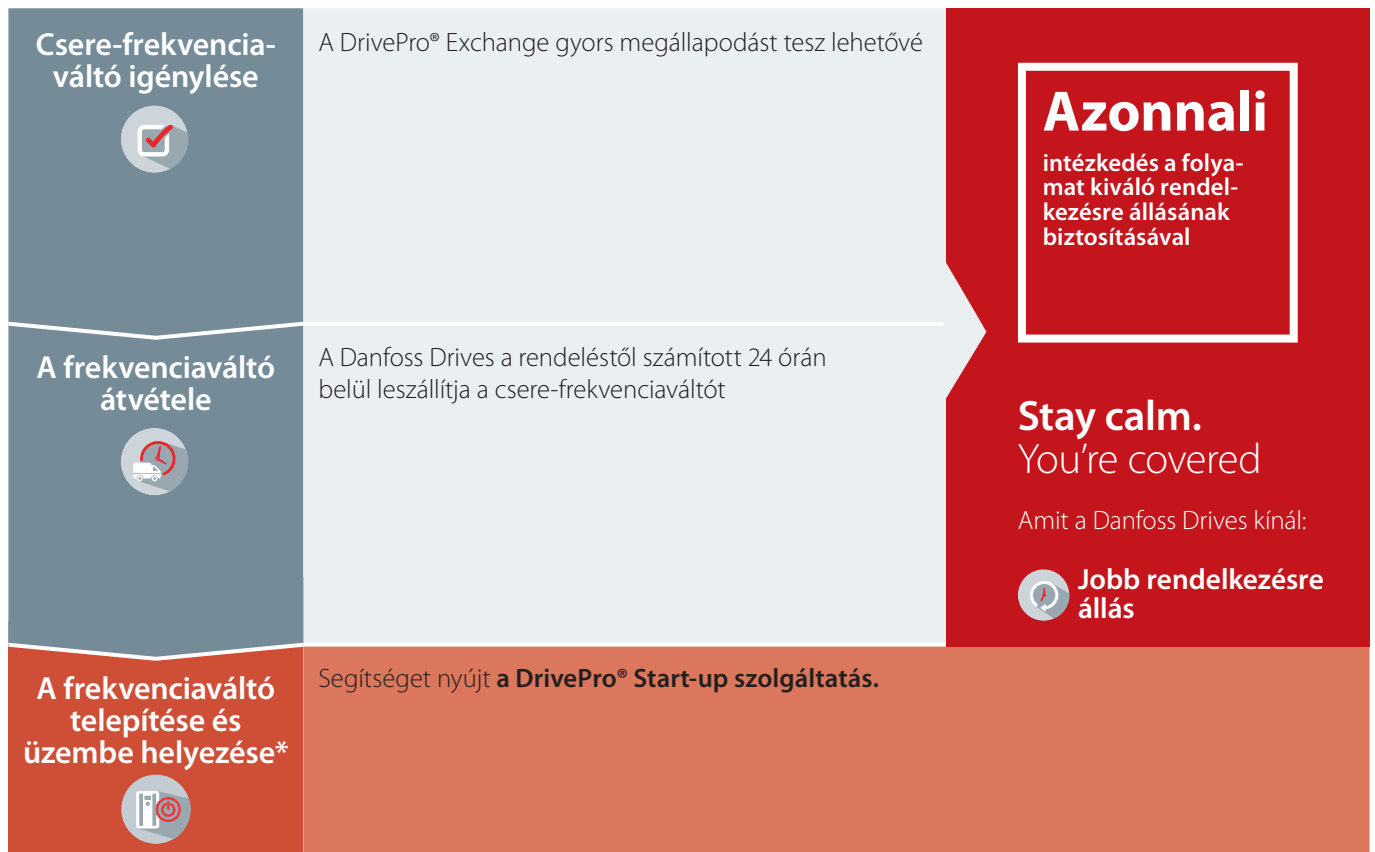 Csere-frekvencia-
váltó igénylése
A DrivePro® Exchange gyors megállapodást tesz lehetővé
A frekvenciaváltó
átvétele
A Danfoss Drives a rendeléstől számított 24 órán
belül leszállítja a csere-frekvenciaváltót
A frekvenciaváltó
telepítése és
üzembe helyezése*
Segítséget nyújt a DrivePro® Start-up szolgáltatás.
Azonnali
intézkedés a folya-
mat kiváló rendel-
kezésre állásának
biztosításával
Stay calm.
You're covered
Amit a Danfoss Drives kínál:
Jobb rendelkezésre
állás